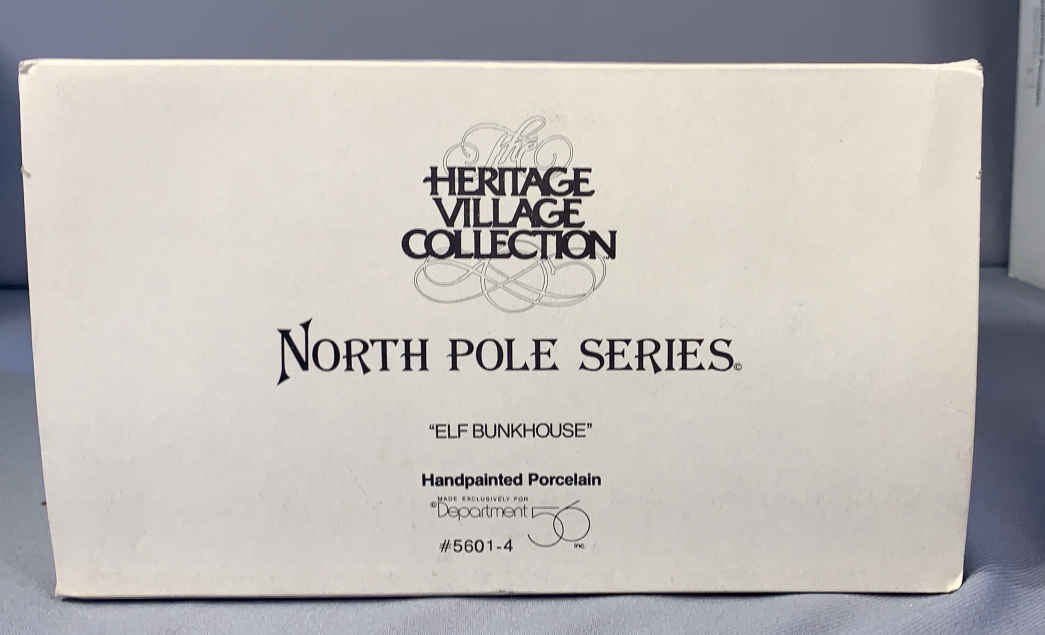 The
HERITAGE
VILLAGE
COLLECTION
NORTH POLE SERIES©
"ELF BUNKHOUSE"
Handpainted Porcelain
MADE EXCLUSIVELY FOR
©Department 56 inc.
#5601-4